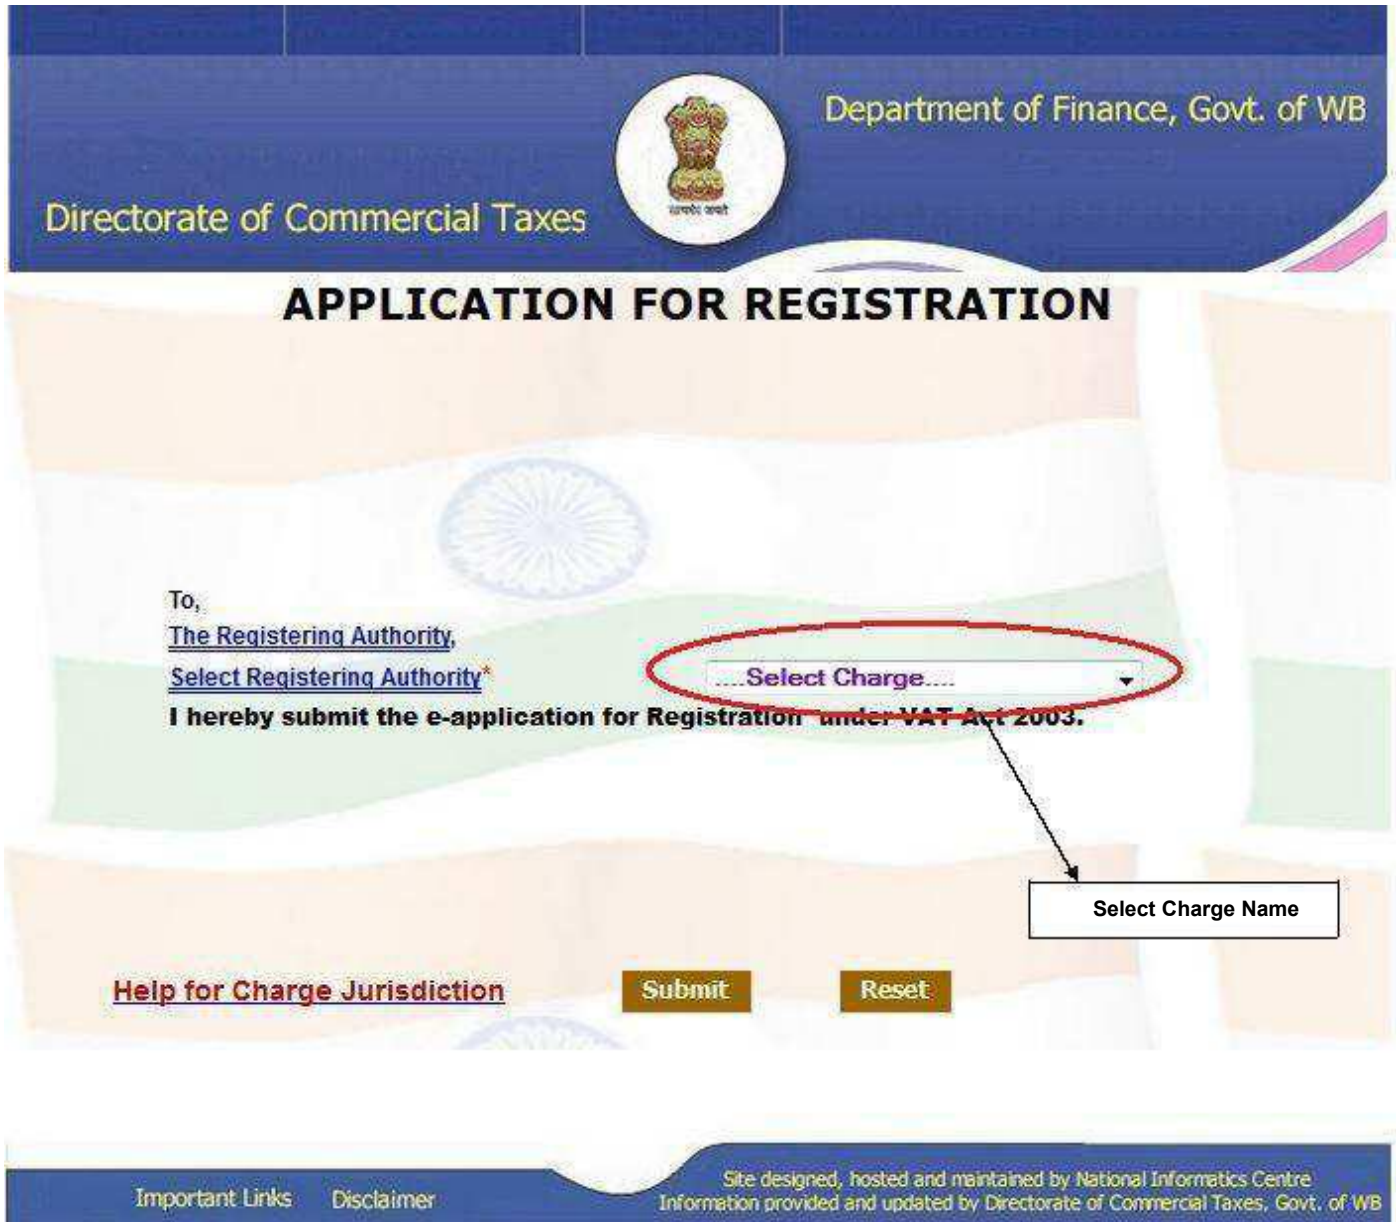 Department of Finance, Govt. of WB
Directorate of Commercial Taxes
सत्यमेव जयते
APPLICATION FOR REGISTRATION
To,
The Registering Authority,
Select Registering Authority*
....Select Charge....
I hereby submit the e-application for Registration under VAT Act 2003.
Select Charge Name
Help for Charge Jurisdiction
Submit
Reset
Important Links
Disclaimer
Site designed, hosted and maintained by National Informatics Centre
Information provided and updated by Directorate of Commercial Taxes, Govt. of WB